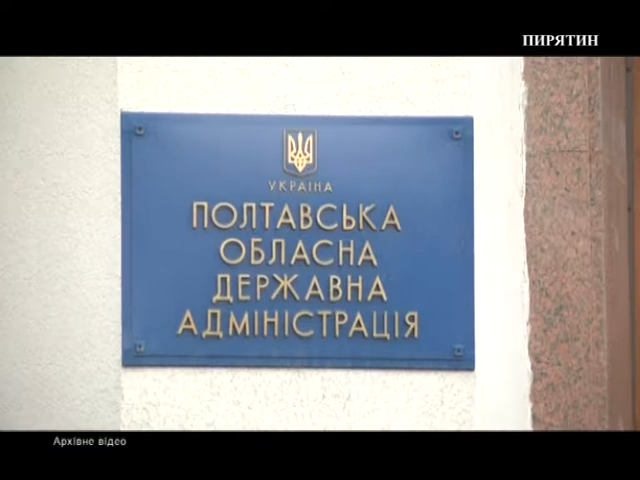 ПИРЯТИН
УКРАЇНА
ПОЛТАВСЬКА
ОБЛАСНА
ДЕРЖАВНА
АДМІНІСТРАЦІЯ
Архівне відео